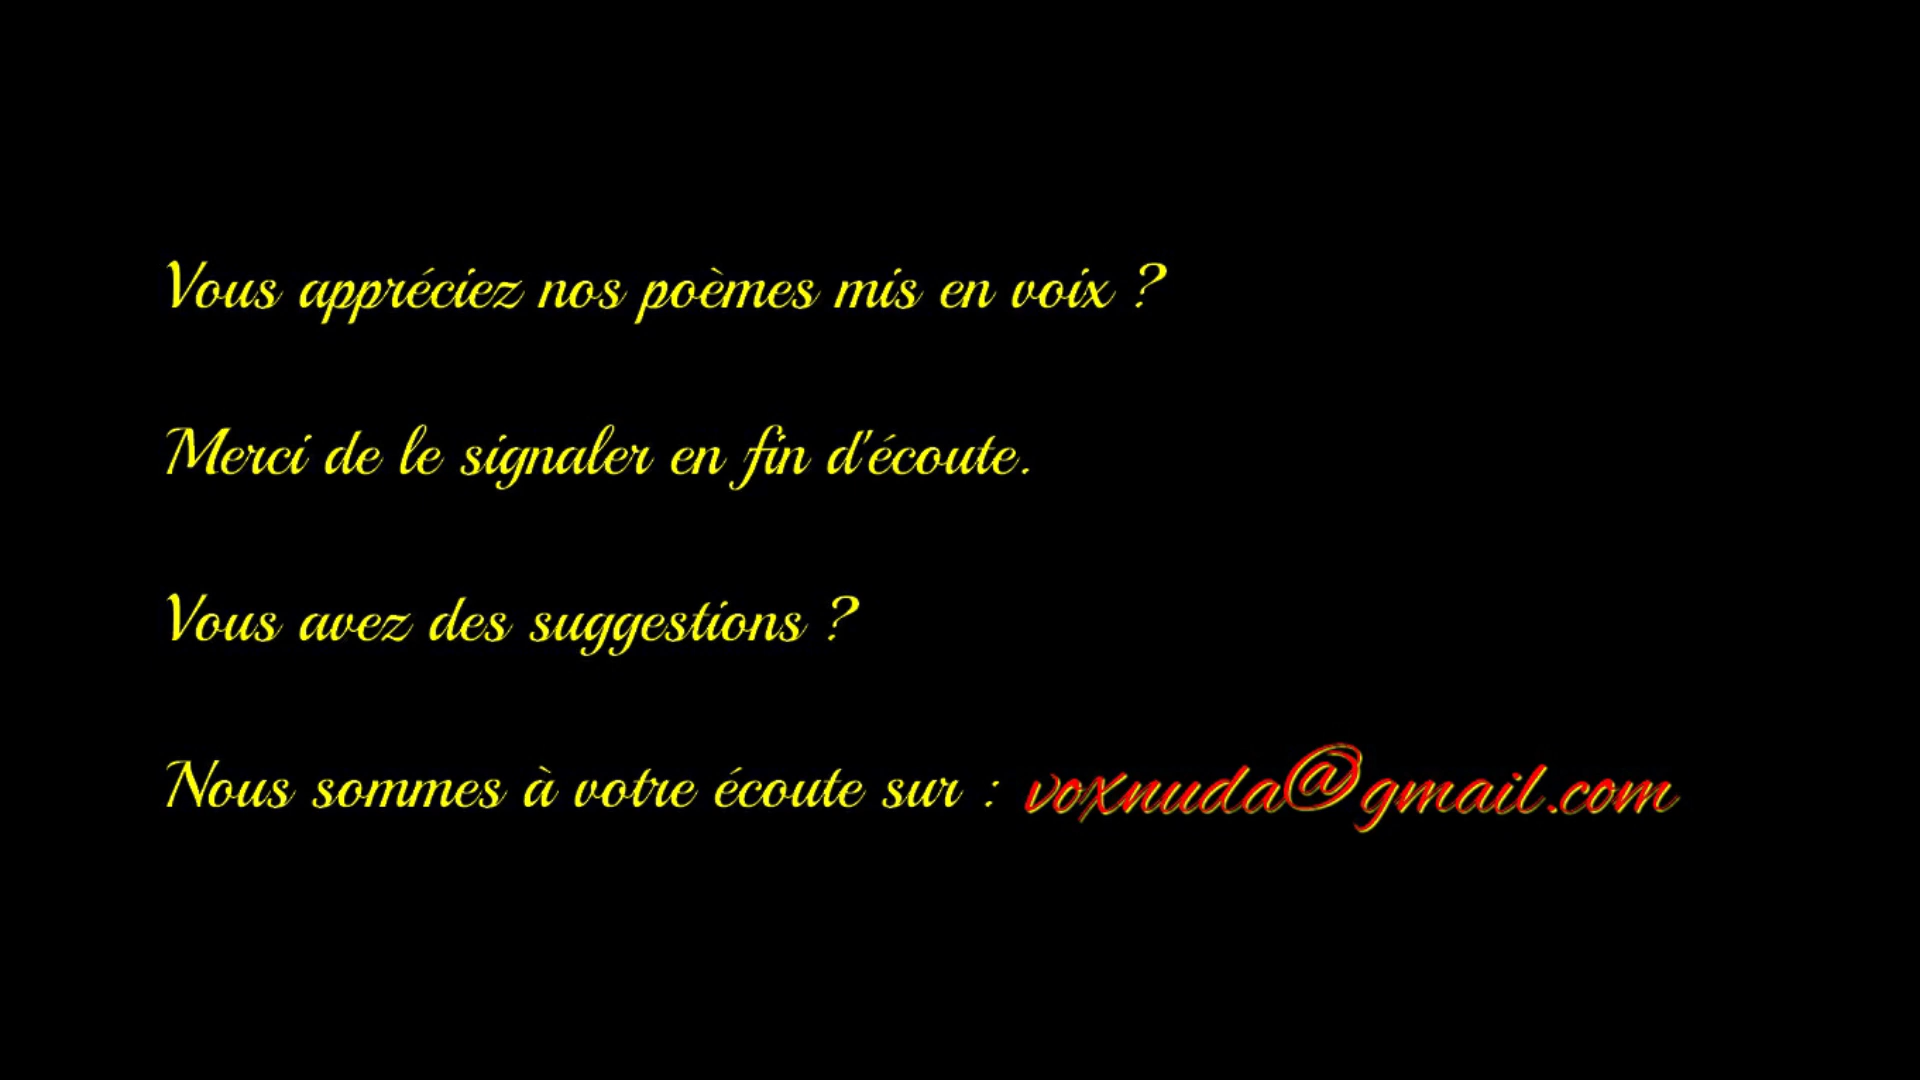 Vous appréciez nos poèmes mis en voix ?
Merci de le signaler en fin d'écoute.
Vous avez des suggestions ?
Nous sommes à votre écoute sur : voxnuda@gmail.com